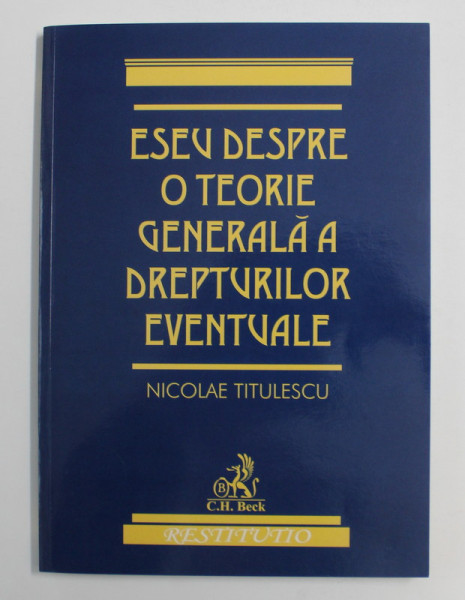 ESEU DESPRE
O TEORIE
GENERALĂ A
DREPTURILOR
EVENTUALE
NICOLAE TITULESCU
B
C.H. Beck
RESTITUTIO